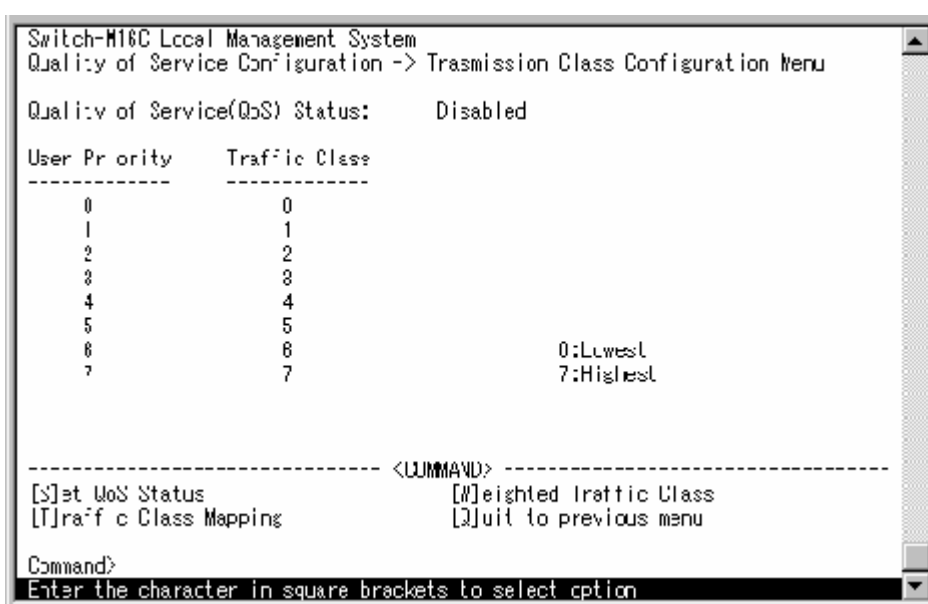 Switch-M16C Local Management System
Quality of Service Configuration -> Trasmission Class Configuration Menu
Quality of Service(QoS) Status:     Disabled
User Priority     Traffic Class
-------------     -------------
0     0
1     1
2     2
3     3
4     4
5     5
6     6     0:Lowest
7     7     7:Highest
-------------------------------- <COMMAND> -----------------------------------
[S]et QoS Status     [W]eighted Traffic Class
[T]raffic Class Mapping     [Q]uit to previous menu
Command>
Enter the character in square brackets to select option